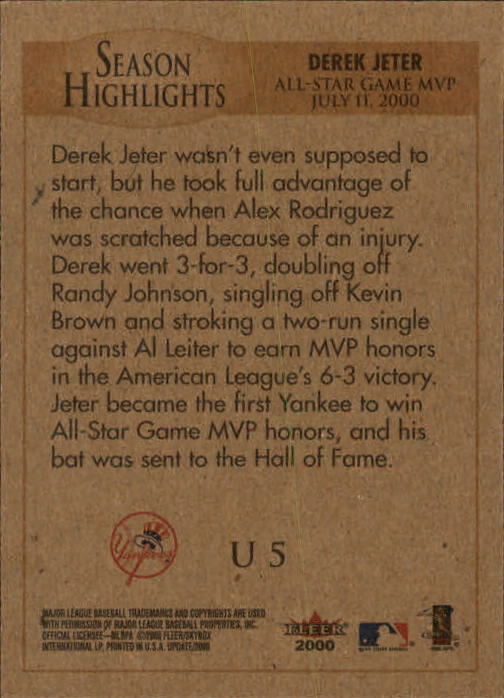 SEASON
HIGHLIGHTS
DEREK JETER
ALL-STAR GAME MVP
JULY 11, 2000
Derek Jeter wasn't even supposed to
start, but he took full advantage of
the chance when Alex Rodriguez
was scratched because of an injury.
Derek went 3-for-3, doubling off
Randy Johnson, singling off Kevin
Brown and stroking a two-run single
against Al Leiter to earn MVP honors
in the American League's 6-3 victory.
Jeter became the first Yankee to win
All-Star Game MVP honors, and his
bat was sent to the Hall of Fame.
Yankees
U 5
MAJOR LEAGUE BASEBALL TRADEMARKS AND COPYRIGHTS ARE USED
WITH PERMISSION OF MAJOR LEAGUE BASEBALL PROPERTIES, INC.
OFFICIAL LICENSEE—MLBPA ©2000 FLEER/SKYBOX
INTERNATIONAL LP, PRINTED IN U.S.A. UPDATE/2000
FLEER
2000